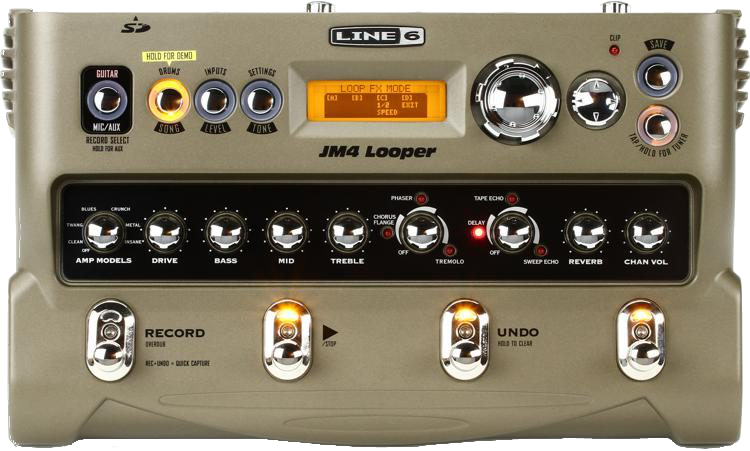 SD
LINE 6
CLIP
SAVE
HOLD FOR DEMO
GUITAR
DRUMS
INPUTS
SETTINGS
LOOP FX MODE
[A] [B] [C] [D]
1/2 EXIT
SPEED
MIC/AUX
SONG
LEVEL
TONE
RECORD SELECT
HOLD FOR AUX
TAP/HOLD FOR TUNER
JM4 Looper
PHASER
TAPE ECHO
BLUES
CRUNCH
CHORUS
FLANGE
TWANG
METAL
DELAY
CLEAN
INSANE
OFF
OFF
OFF
AMP MODELS
DRIVE
BASS
MID
TREBLE
TREMOLO
SWEEP ECHO
REVERB
CHAN VOL
RECORD
OVERDUB
/STOP
UNDO
HOLD TO CLEAR
REC+UNDO = QUICK CAPTURE